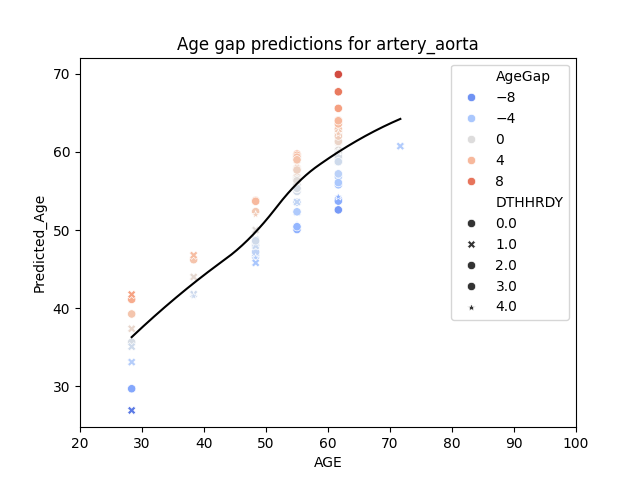 Age gap predictions for artery_aorta
70
60
50
40
30
Predicted_Age
20 30 40 50 60 70 80 90 100
AGE
AgeGap
−8
−4
0
4
8
DTHHRDY
0.0
1.0
2.0
3.0
4.0